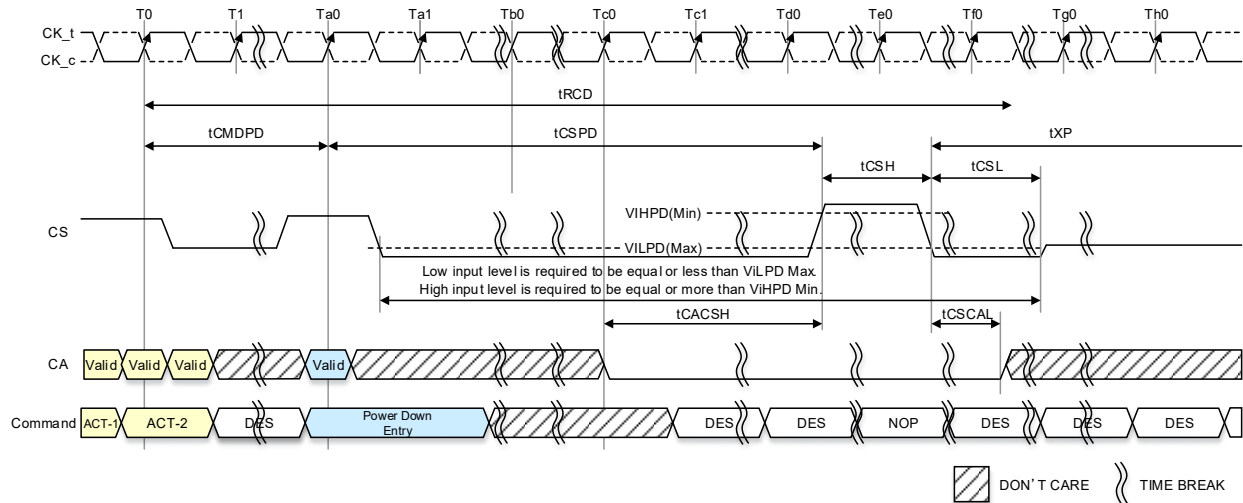 T0 T1 Ta0 Ta1 Tb0 Tc0 Tc1 Td0 Te0 Tf0 Tg0 Th0
CK_t
CK_c
tRCD
tCMDPD tCSPD tXP
tCSH tCSL
VIHPD(Min)
CS
VILPD(Max)
Low input level is required to be equal or less than ViLPD Max.
High input level is required to be equal or more than ViHPD Min.
tCACSH tCSCAL
CA Valid Valid Valid Valid
Command ACT-1 ACT-2 DES Power Down DES DES NOP DES DES DES
Entry
DON'T CARE TIME BREAK